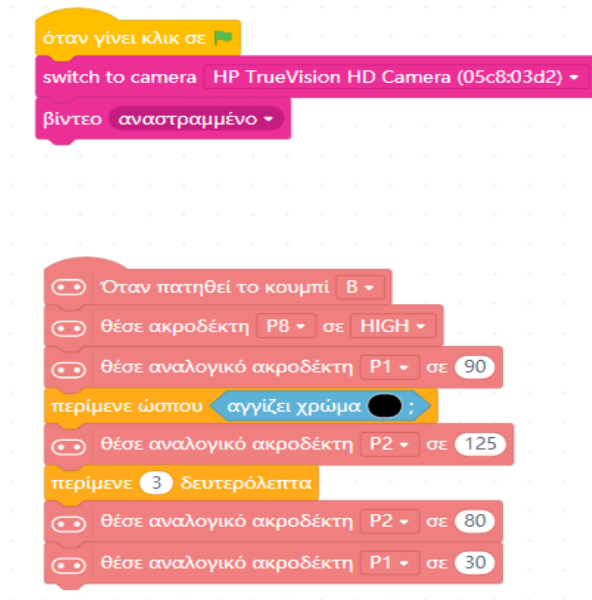 όταν γίνει κλικ σε
switch to camera HP TrueVision HD Camera (05c8:03d2)
βίντεο αναστραμμένο
Όταν πατηθεί το κουμπί B
θέσε ακροδέκτη P8 σε HIGH
θέσε αναλογικό ακροδέκτη P1 σε 90
περίμενε ώσπου αγγίζει χρώμα ;
θέσε αναλογικό ακροδέκτη P2 σε 125
περίμενε 3 δευτερόλεπτα
θέσε αναλογικό ακροδέκτη P2 σε 80
θέσε αναλογικό ακροδέκτη P1 σε 30